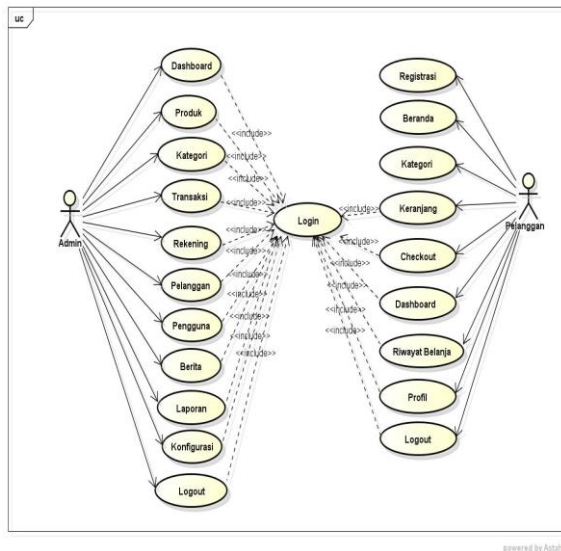 uc
Dashboard
Produk
Kategori
Transaksi
Rekening
Pelanggan
Pengguna
Berita
Laporan
Konfigurasi
Logout
Admin
<<include>>
<<include>>
<<include>>
<<include>>
<<include>>
<<include>>
<<include>>
<<include>>
<<include>>
<<include>>
<<include>>
Login
<<include>>
<<include>>
<<include>>
<<include>>
<<include>>
<<include>>
Registrasi
Beranda
Kategori
Keranjang
Checkout
Dashboard
Riwayat Belanja
Profil
Logout
Pelanggan
powered by